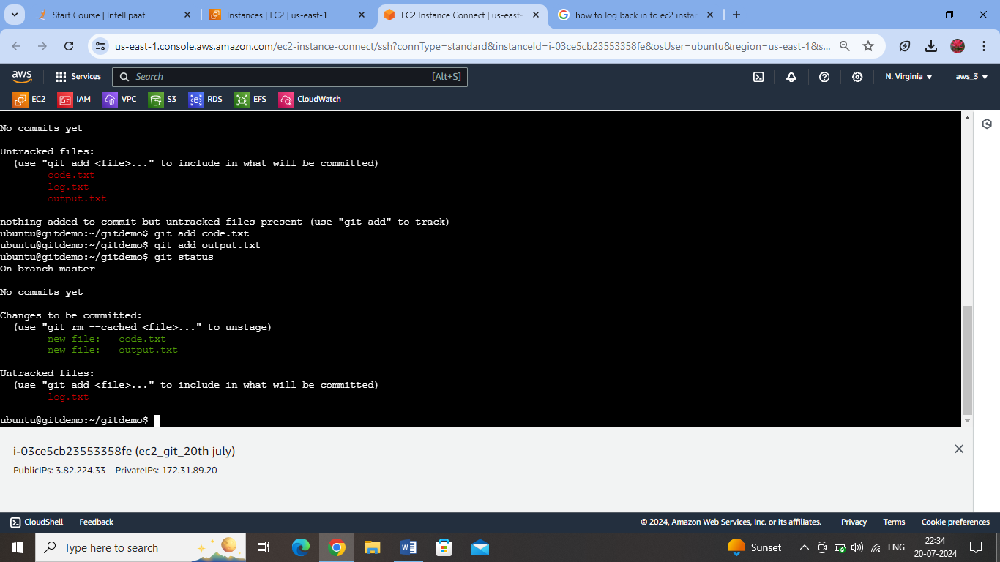 Start Course | Intellipaat
Instances | EC2 | us-east-1
EC2 Instance Connect | us-east-
how to log back in to ec2 instan
us-east-1.console.aws.amazon.com/ec2-instance-connect/ssh?connType=standard&instanceId=i-03ce5cb23553358fe&osUser=ubuntu&region=us-east-1&s...
aws
Services
Search [Alt+S]
N. Virginia
aws_3
EC2 IAM VPC S3 RDS EFS CloudWatch
No commits yet
Untracked files:
(use "git add <file>..." to include in what will be committed)
code.txt
log.txt
output.txt
nothing added to commit but untracked files present (use "git add" to track)
ubuntu@gitdemo:~/gitdemo$ git add code.txt
ubuntu@gitdemo:~/gitdemo$ git add output.txt
ubuntu@gitdemo:~/gitdemo$ git status
On branch master
No commits yet
Changes to be committed:
(use "git rm --cached <file>..." to unstage)
new file:   code.txt
new file:   output.txt
Untracked files:
(use "git add <file>..." to include in what will be committed)
log.txt
ubuntu@gitdemo:~/gitdemo$
i-03ce5cb23553358fe (ec2_git_20th july)
PublicIPs: 3.82.224.33 PrivateIPs: 172.31.89.20
CloudShell Feedback © 2024, Amazon Web Services, Inc. or its affiliates. Privacy Terms Cookie preferences
Type here to search
Sunset
ENG
22:34
20-07-2024